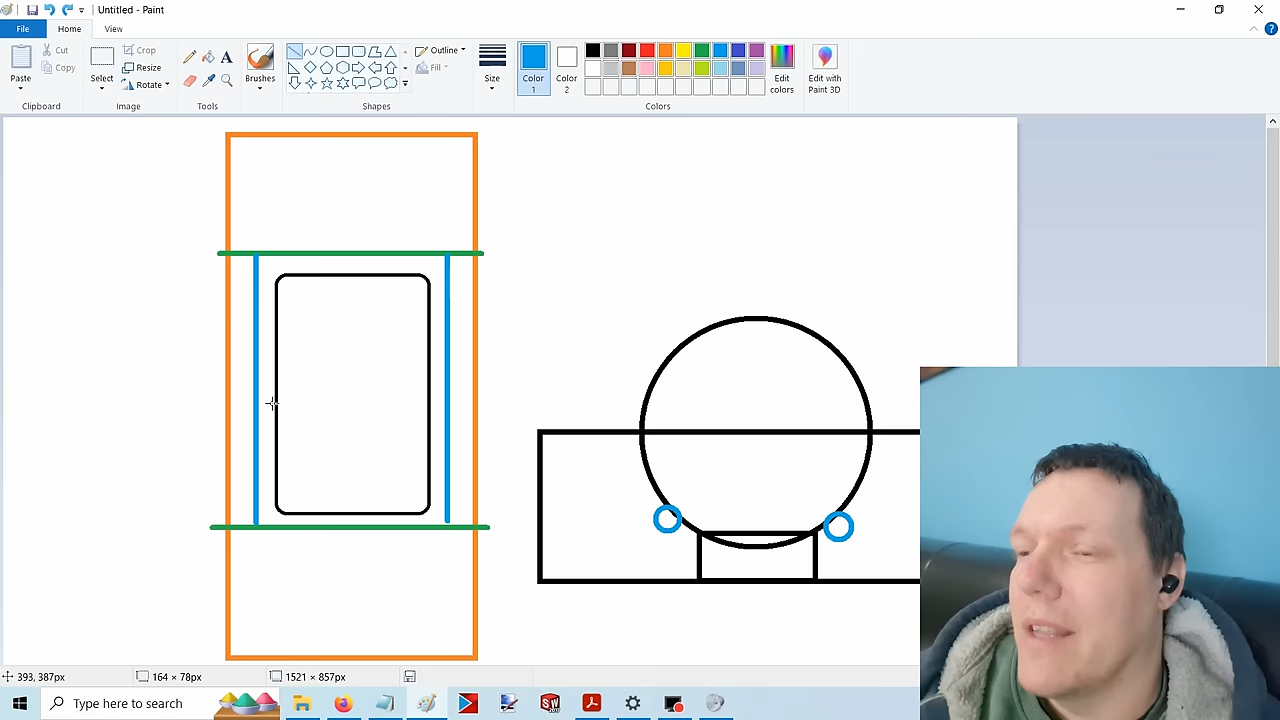 Untitled - Paint
File
Home
View
Paste
Cut
Copy
Clipboard
Select
Crop
Resize
Rotate
Image
A
Tools
Brushes
Outline
Fill
Shapes
Size
Color
1
Color
2
Edit
colors
Colors
Edit with
Paint 3D
393, 387px
164 × 78px
1521 × 857px
Type here to search